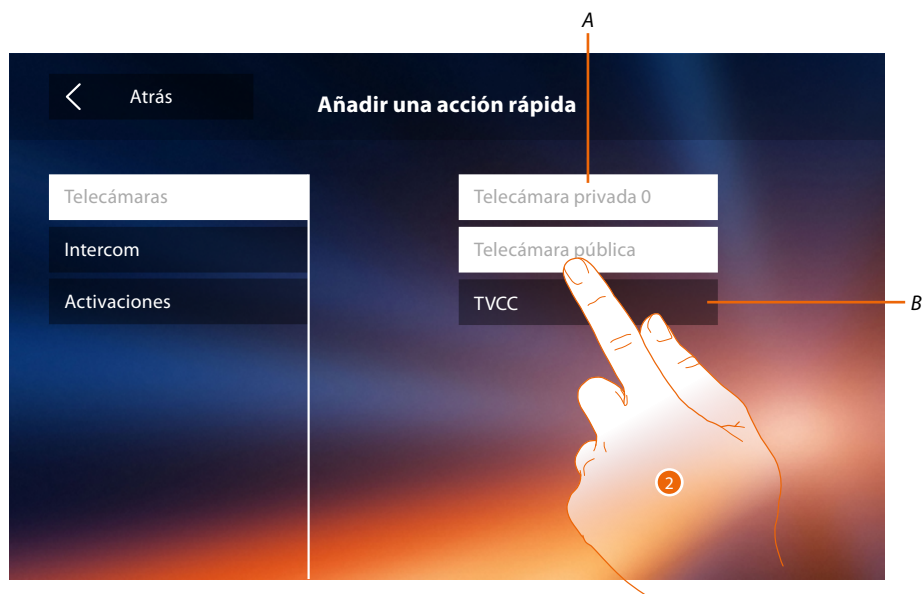 A
Atrás
Añadir una acción rápida
Telecámaras
Telecámara privada 0
Intercom
Telecámara pública
Activaciones
TVCC
B
2